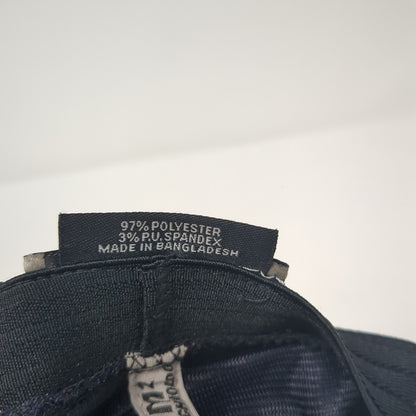 97% POLYESTER
3% P.U. SPANDEX
MADE IN BANGLADESH